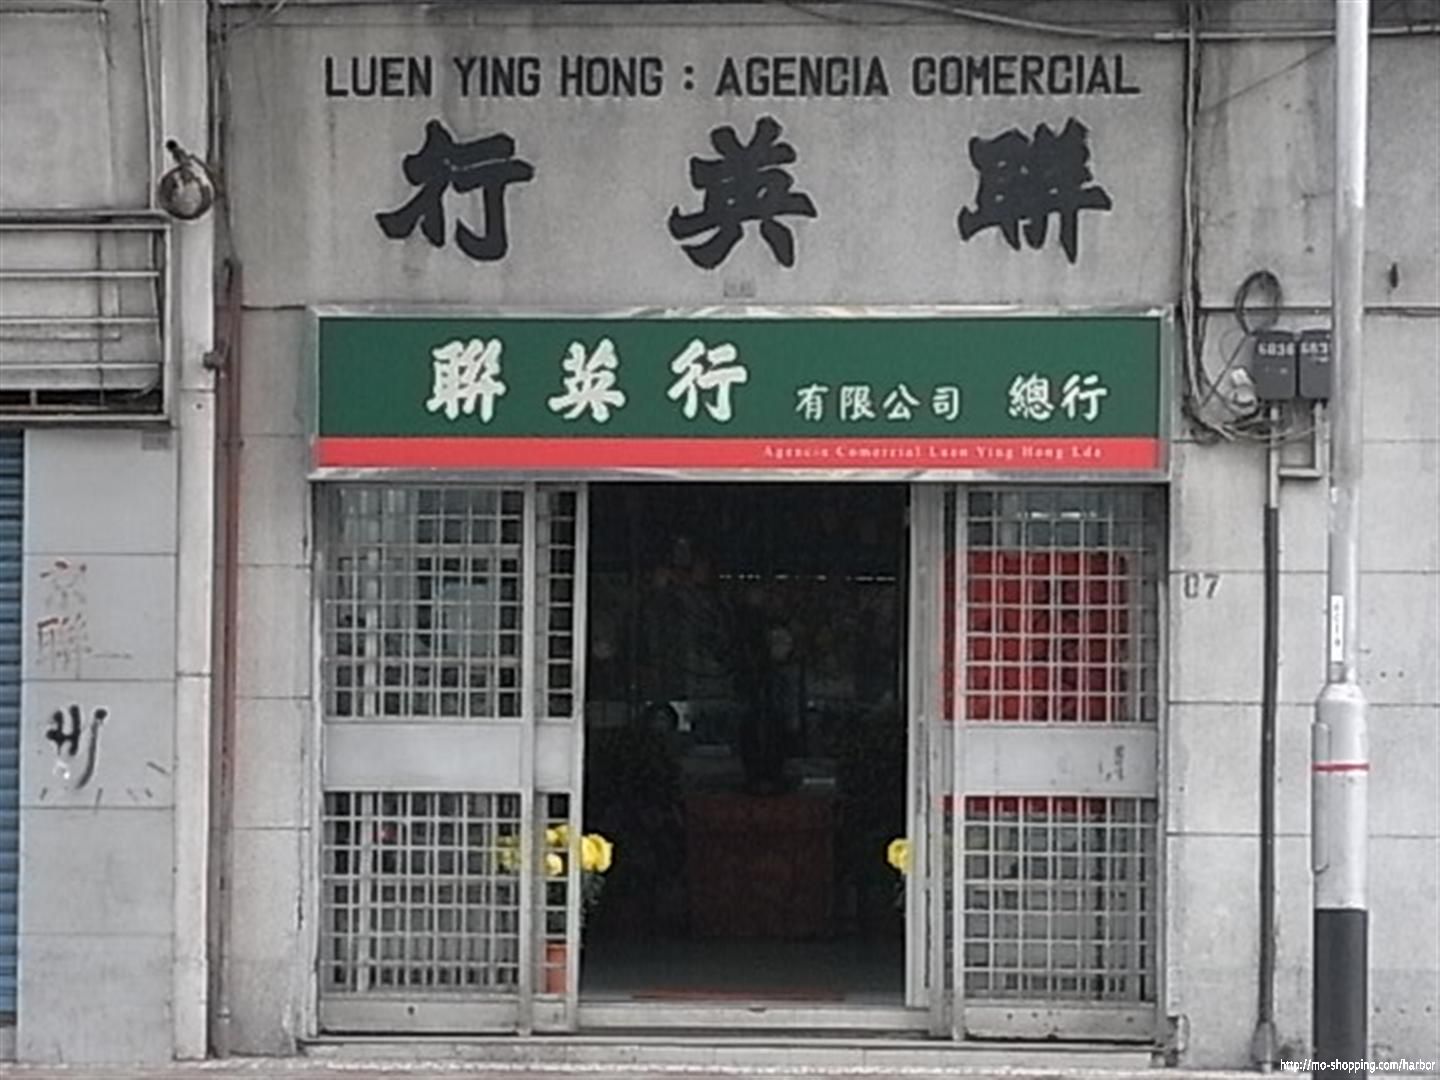 LUEN YING HONG : AGENCIA COMERCIAL
行 英 聯
聯英行 有限公司 總行
Agencia Comercial Luen Ying Hong Lda
87
聯
http://mo-shopping.com/harbor